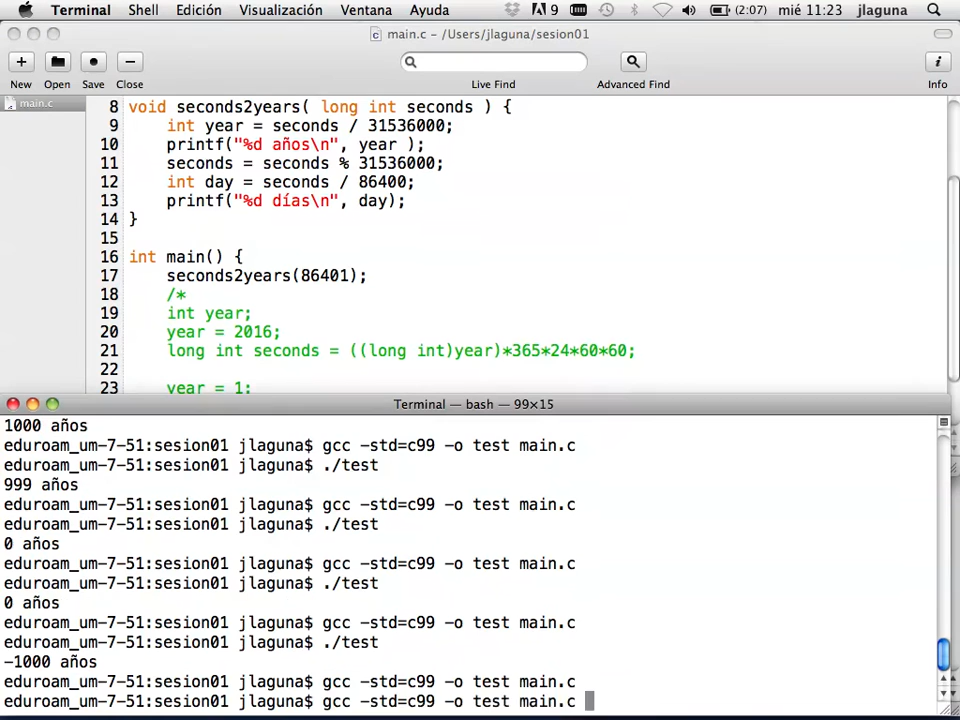 Terminal Shell Edición Visualización Ventana Ayuda 9 (2:07) mié 11:23 jlaguna
main.c – /Users/jlaguna/sesion01
New Open Save Close Live Find Advanced Find Info
main.c
8 void seconds2years( long int seconds ) {
9 int year = seconds / 31536000;
10 printf("%d años\n", year );
11 seconds = seconds % 31536000;
12 int day = seconds / 86400;
13 printf("%d días\n", day);
14 }
15
16 int main() {
17 seconds2years(86401);
18 /*
19 int year;
20 year = 2016;
21 long int seconds = ((long int)year)*365*24*60*60;
22
23 year = 1;
Terminal — bash — 99×15
1000 años
eduroam_um-7-51:sesion01 jlaguna$ gcc -std=c99 -o test main.c
eduroam_um-7-51:sesion01 jlaguna$ ./test
999 años
eduroam_um-7-51:sesion01 jlaguna$ gcc -std=c99 -o test main.c
eduroam_um-7-51:sesion01 jlaguna$ ./test
0 años
eduroam_um-7-51:sesion01 jlaguna$ gcc -std=c99 -o test main.c
eduroam_um-7-51:sesion01 jlaguna$ ./test
0 años
eduroam_um-7-51:sesion01 jlaguna$ gcc -std=c99 -o test main.c
eduroam_um-7-51:sesion01 jlaguna$ ./test
-1000 años
eduroam_um-7-51:sesion01 jlaguna$ gcc -std=c99 -o test main.c
eduroam_um-7-51:sesion01 jlaguna$ gcc -std=c99 -o test main.c